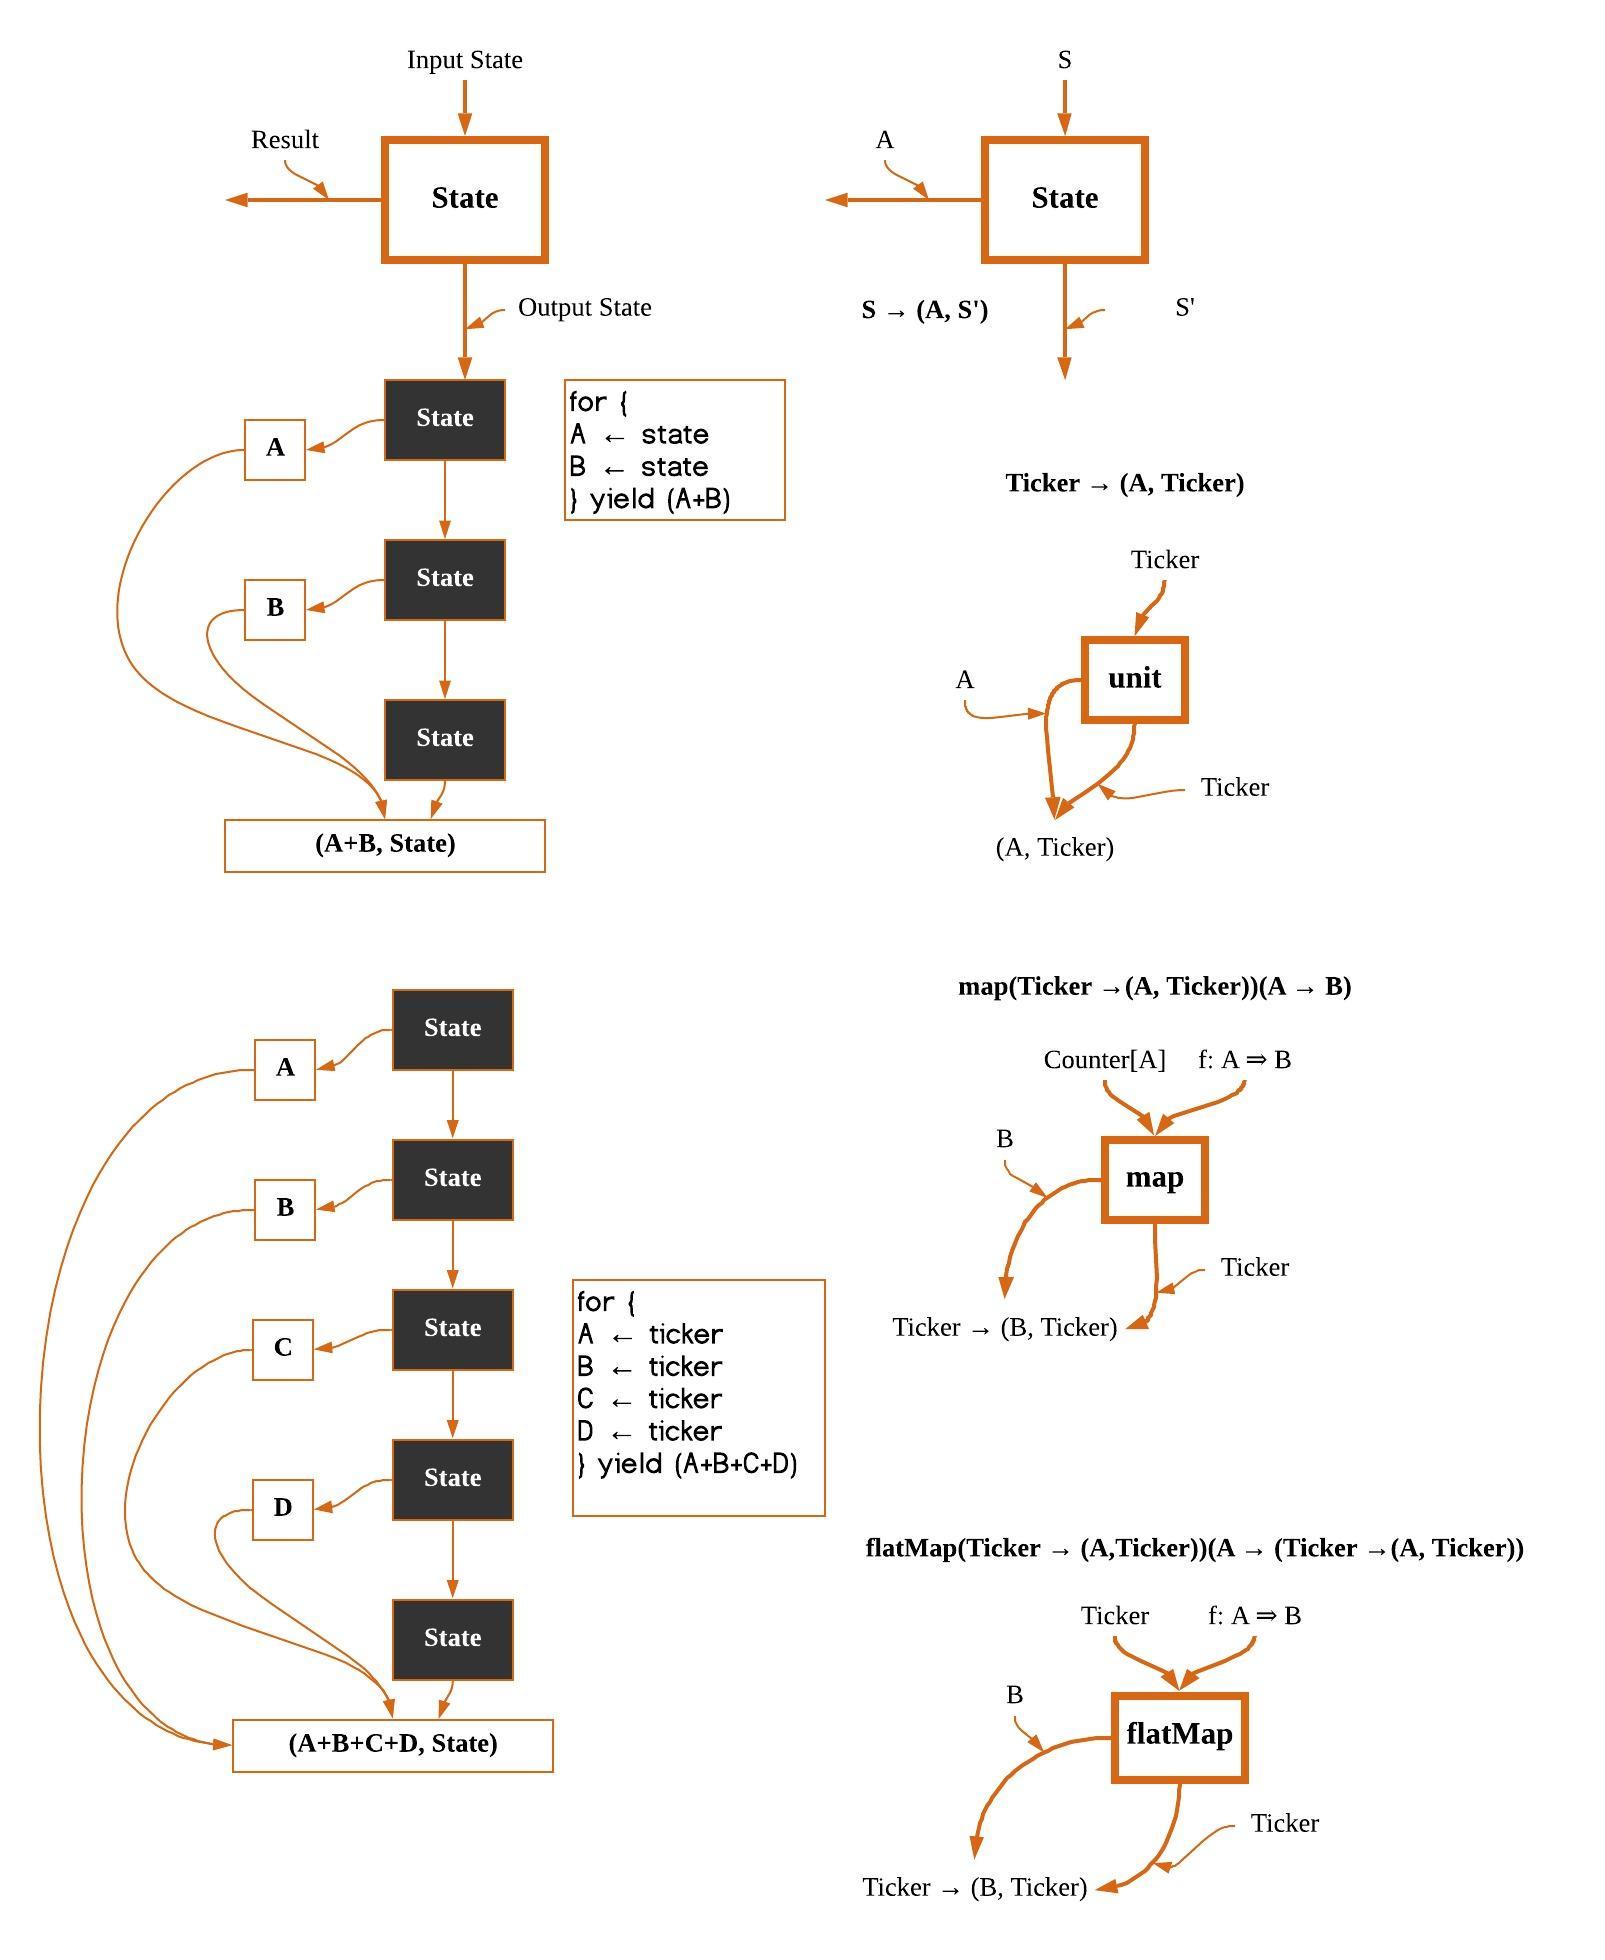 Input State
Result
State
Output State
State
A
for {
A ← state
B ← state
} yield (A+B)
State
B
State
(A+B, State)
S
A
State
S → (A, S')
S'
Ticker → (A, Ticker)
Ticker
unit
A
Ticker
(A, Ticker)
State
A
State
B
State
C
for {
A ← ticker
B ← ticker
C ← ticker
D ← ticker
} yield (A+B+C+D)
State
D
State
(A+B+C+D, State)
map(Ticker →(A, Ticker))(A → B)
Counter[A] f: A ⇒ B
B
map
Ticker
Ticker → (B, Ticker)
flatMap(Ticker → (A,Ticker))(A → (Ticker →(A, Ticker))
Ticker f: A ⇒ B
B
flatMap
Ticker
Ticker → (B, Ticker)